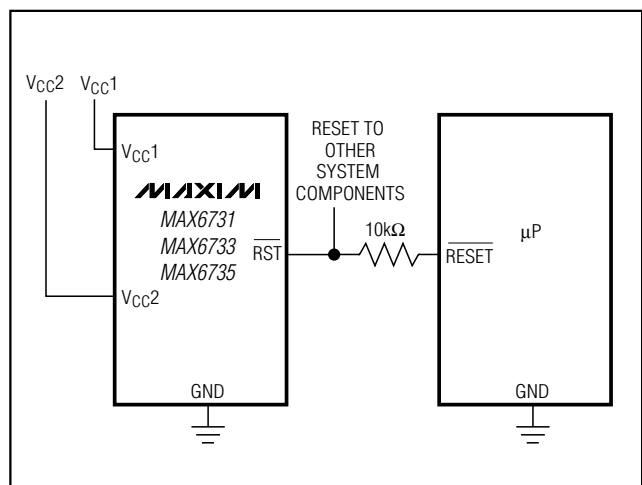 VCC2 VCC1
VCC1
MAXIM
MAX6731
MAX6733
MAX6735
RST
VCC2
GND
RESET TO
OTHER
SYSTEM
COMPONENTS
10kΩ
RESET
µP
GND